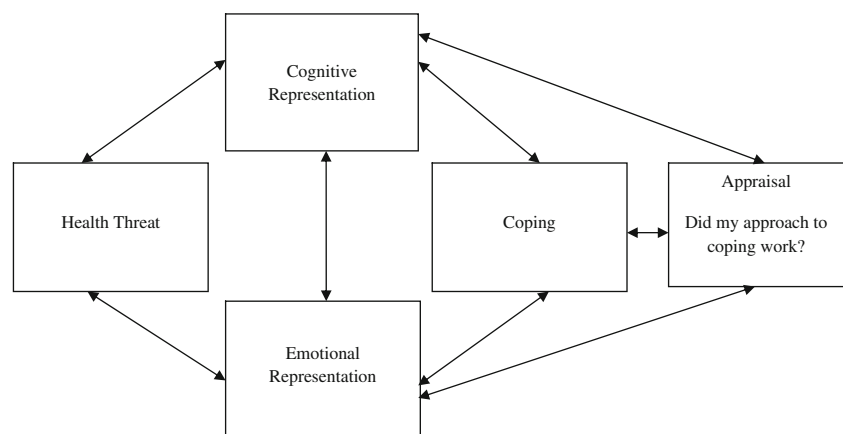 Cognitive
Representation
Health Threat
Coping
Appraisal
Did my approach to
coping work?
Emotional
Representation